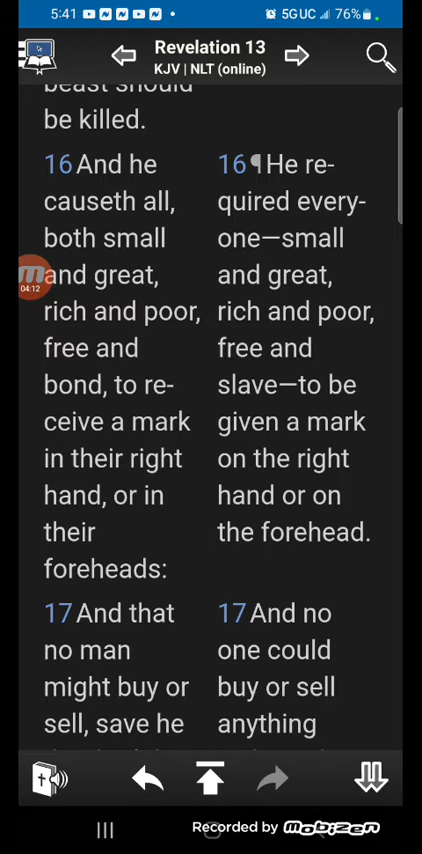 5:41 5GUC 76%
Revelation 13
KJV | NLT (online)
beast should
be killed.
16 And he
causeth all,
both small
and great,
rich and poor,
free and
bond, to re-
ceive a mark
in their right
hand, or in
their
foreheads:
17 And that
no man
might buy or
sell, save he
16 ¶He re-
quired every-
one—small
and great,
rich and poor,
free and
slave—to be
given a mark
on the right
hand or on
the forehead.
17 And no
one could
buy or sell
anything
04:12
Recorded by MOBIZEN